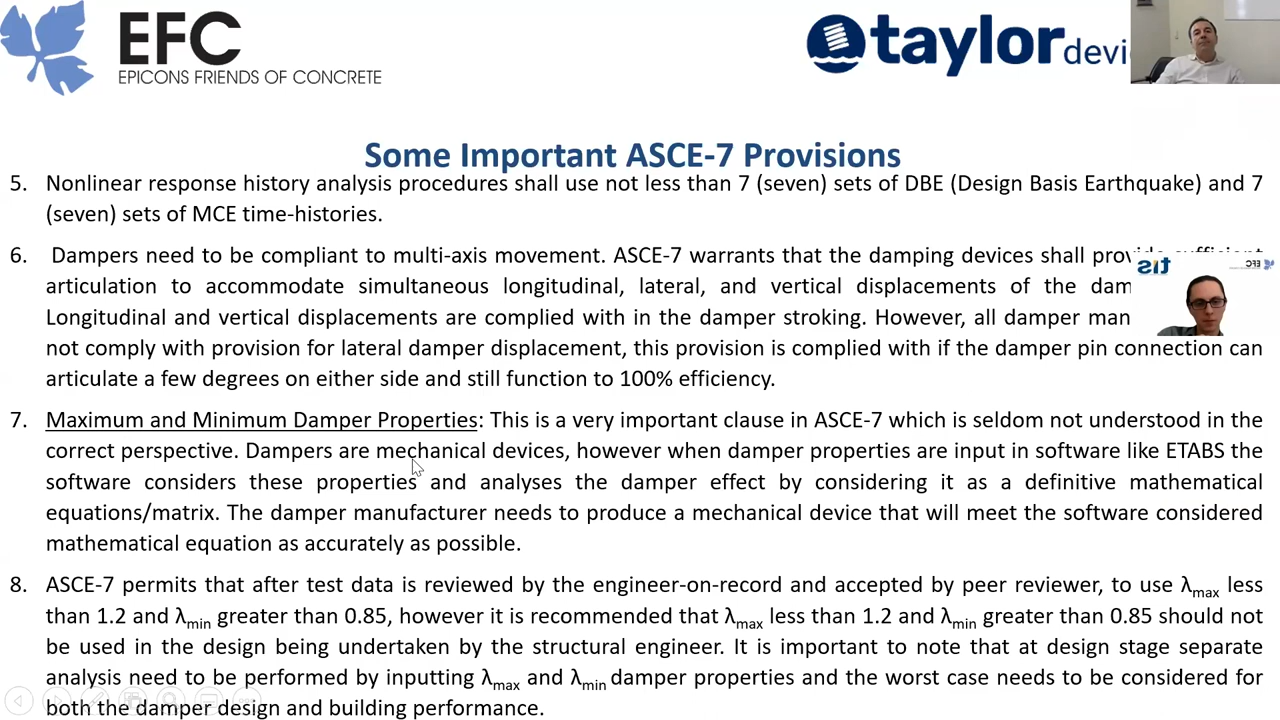 EFC
EPICONS FRIENDS OF CONCRETE
taylor devi
Some Important ASCE-7 Provisions
5. Nonlinear response history analysis procedures shall use not less than 7 (seven) sets of DBE (Design Basis Earthquake) and 7
(seven) sets of MCE time-histories.
6. Dampers need to be compliant to multi-axis movement. ASCE-7 warrants that the damping devices shall provide sufficient
articulation to accommodate simultaneous longitudinal, lateral, and vertical displacements of the dam
Longitudinal and vertical displacements are complied with in the damper stroking. However, all damper man
not comply with provision for lateral damper displacement, this provision is complied with if the damper pin connection can
articulate a few degrees on either side and still function to 100% efficiency.
7. Maximum and Minimum Damper Properties: This is a very important clause in ASCE-7 which is seldom not understood in the
correct perspective. Dampers are mechanical devices, however when damper properties are input in software like ETABS the
software considers these properties and analyses the damper effect by considering it as a definitive mathematical
equations/matrix. The damper manufacturer needs to produce a mechanical device that will meet the software considered
mathematical equation as accurately as possible.
8. ASCE-7 permits that after test data is reviewed by the engineer-on-record and accepted by peer reviewer, to use λmax less
than 1.2 and λmin greater than 0.85, however it is recommended that λmax less than 1.2 and λmin greater than 0.85 should not
be used in the design being undertaken by the structural engineer. It is important to note that at design stage separate
analysis need to be performed by inputting λmax and λmin damper properties and the worst case needs to be considered for
both the damper design and building performance.
tis
EFC